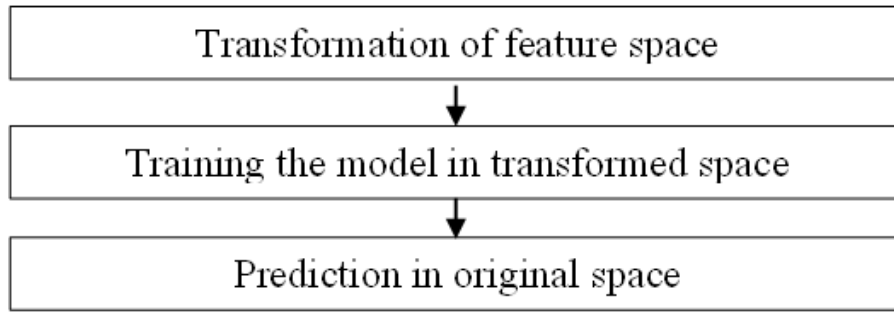 Transformation of feature space
Training the model in transformed space
Prediction in original space